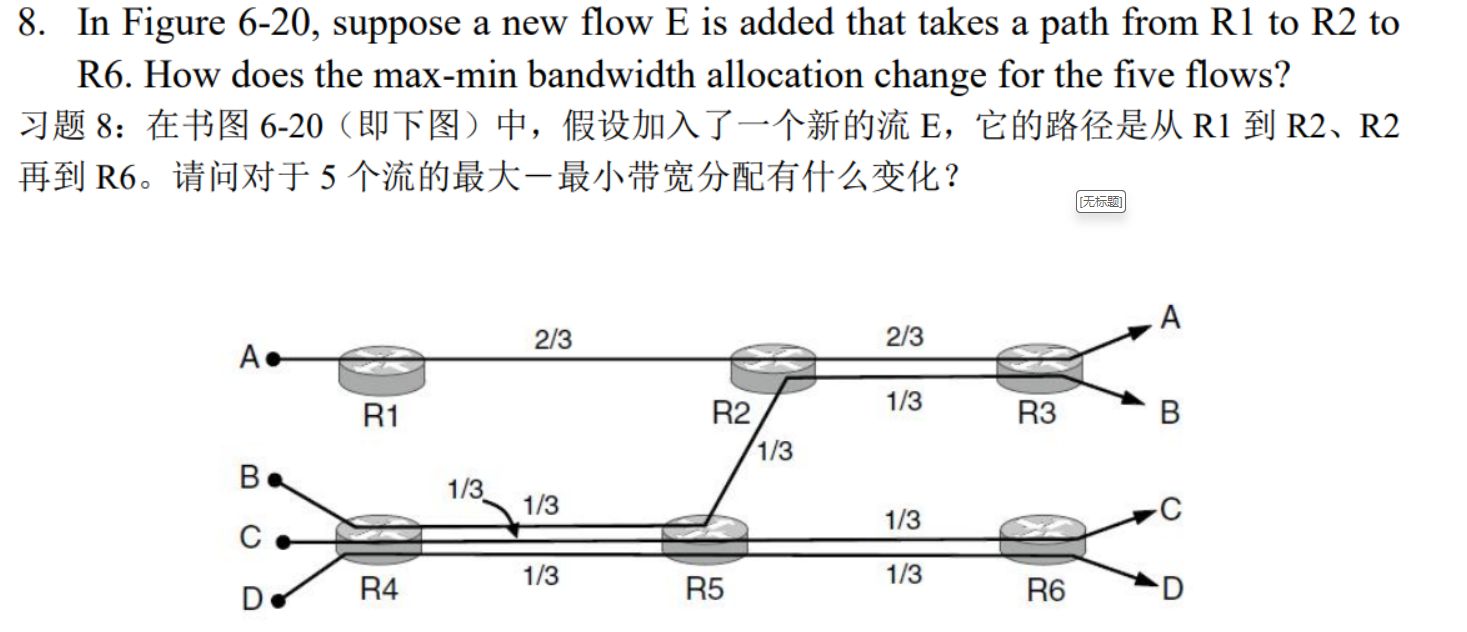 8. In Figure 6-20, suppose a new flow E is added that takes a path from R1 to R2 to
R6. How does the max-min bandwidth allocation change for the five flows?
习题 8：在书图 6-20（即下图）中，假设加入了一个新的流 E，它的路径是从 R1 到 R2、R2
再到 R6。请问对于 5 个流的最大－最小带宽分配有什么变化？
[无标题]
A
2/3
2/3
A
R1
R2
1/3
R3
B
1/3
B
1/3
1/3
1/3
C
C
R4
1/3
R5
1/3
R6
D
D